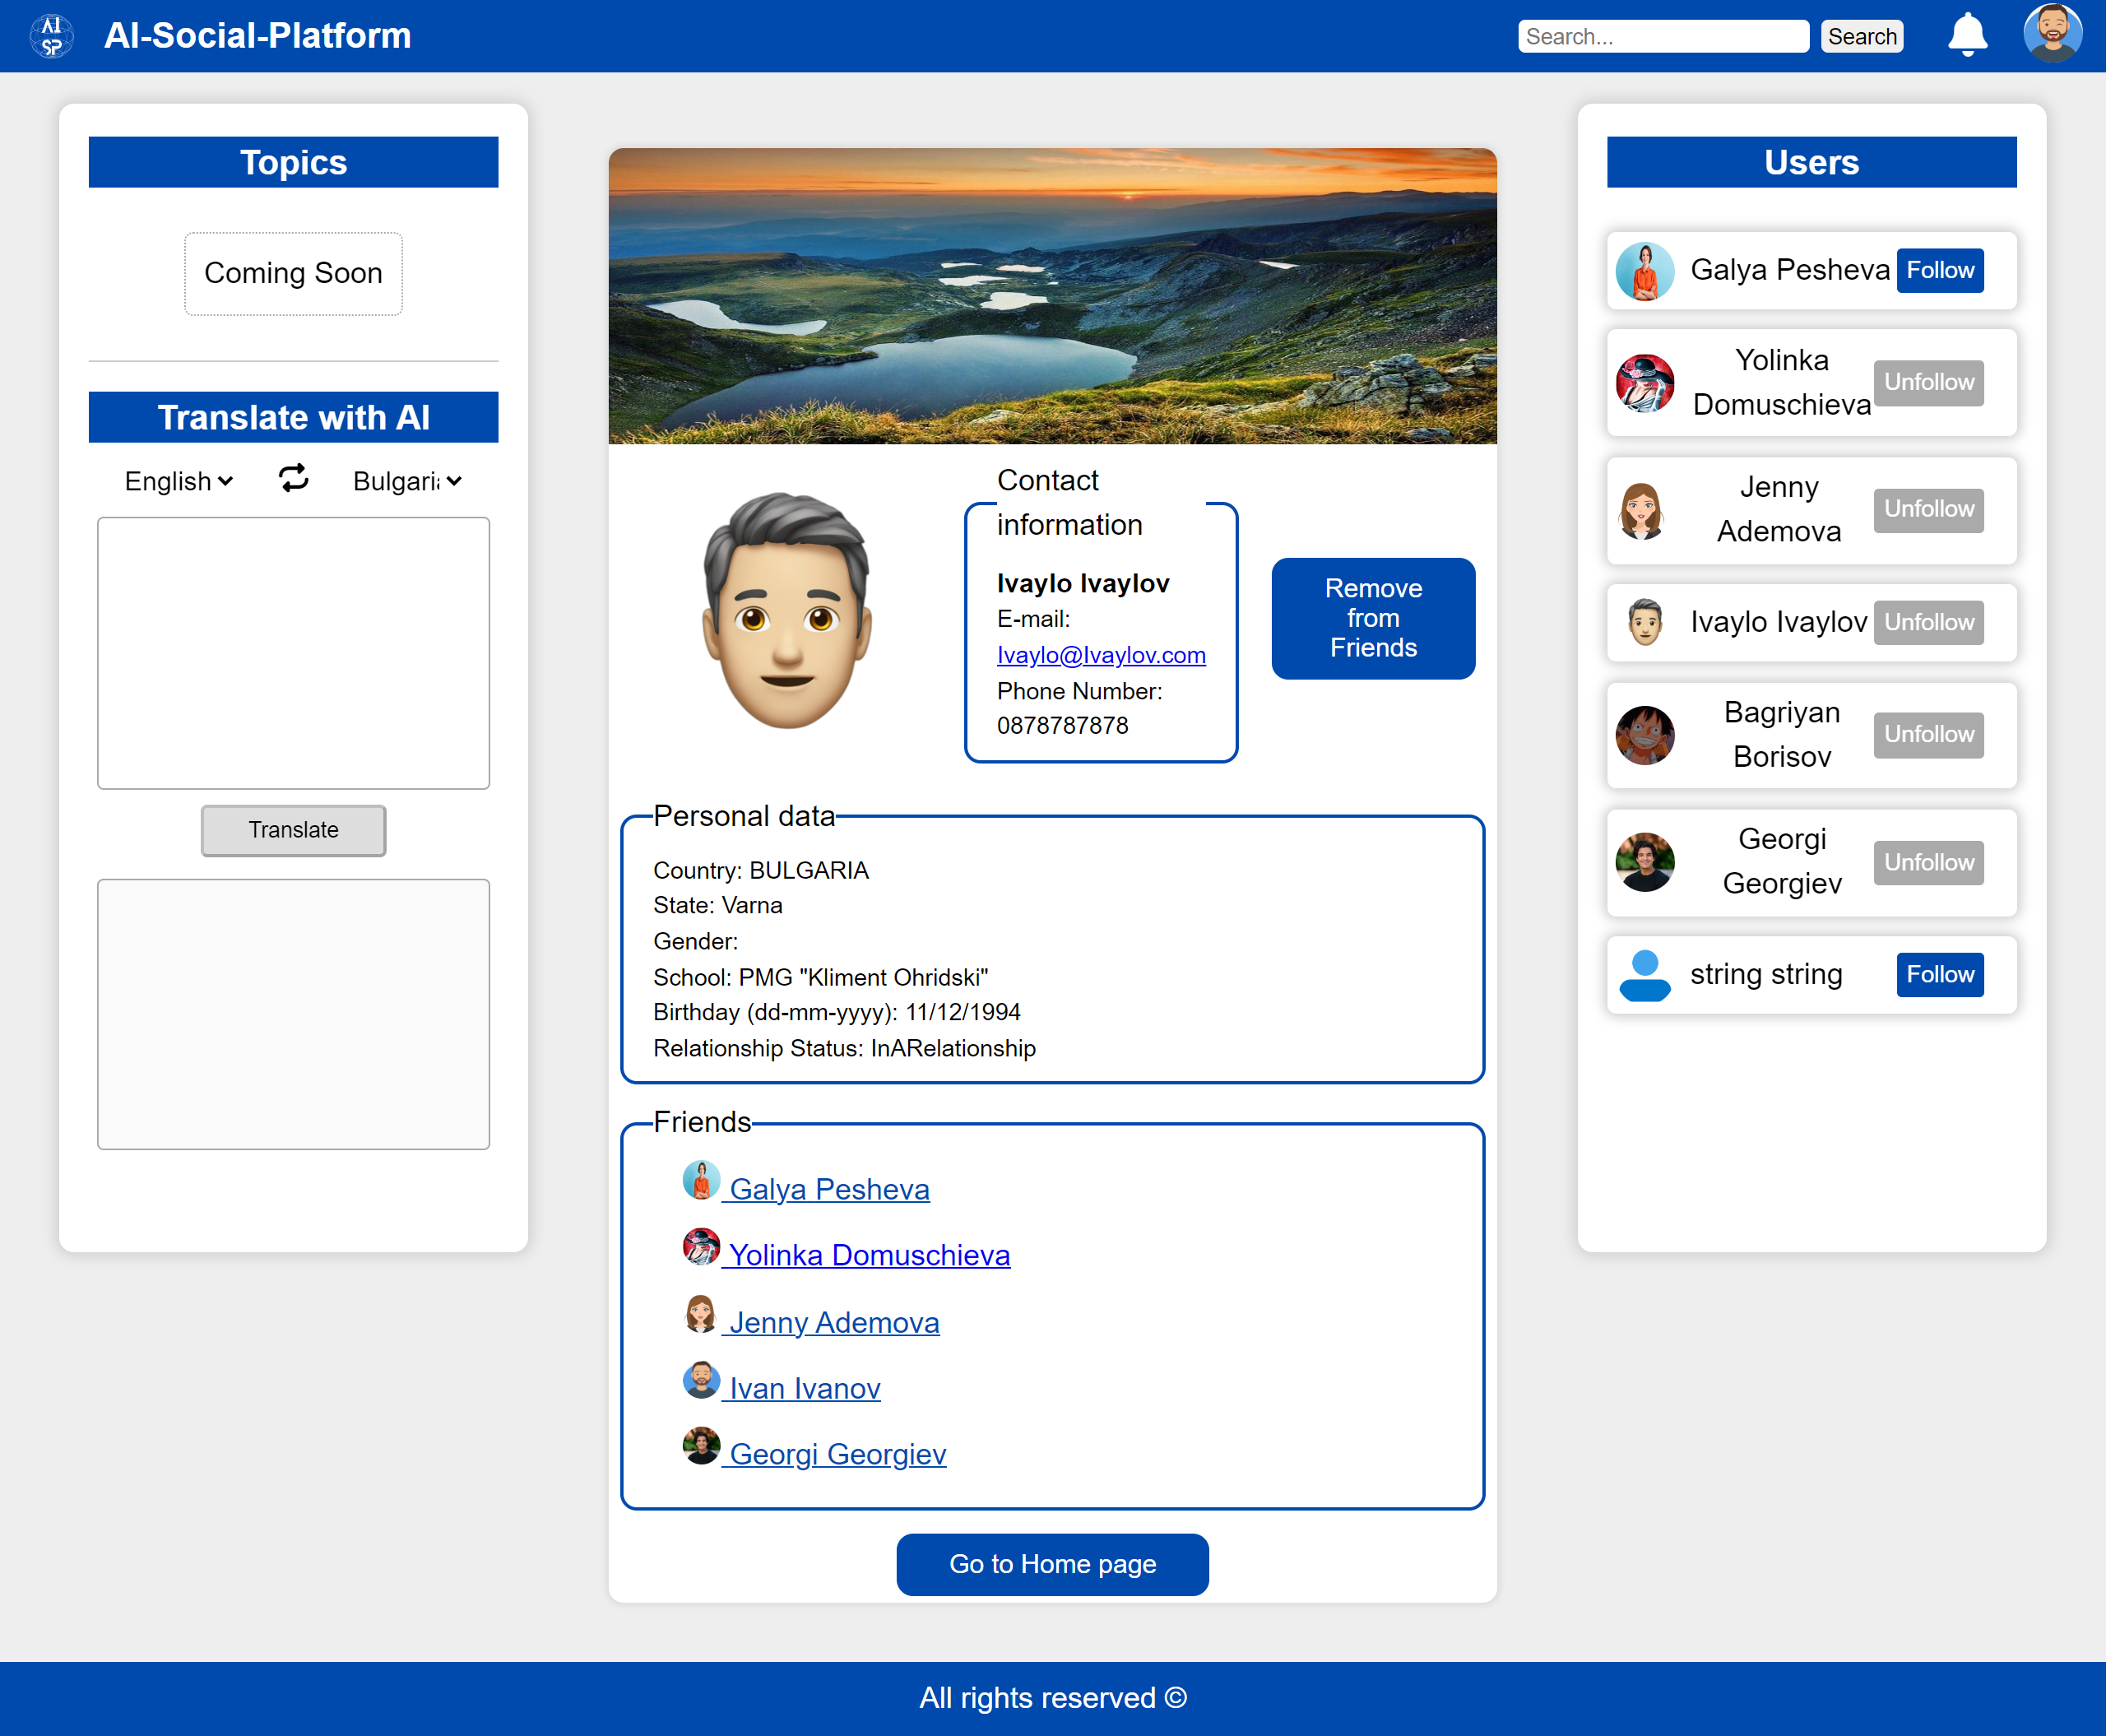 AI
SP
AI-Social-Platform
Search...
Search
Topics
Coming Soon
Translate with AI
English
Bulgari
Translate
Contact
information
Ivaylo Ivaylov
E-mail:
Ivaylo@Ivaylov.com
Phone Number:
0878787878
Remove
from
Friends
Personal data
Country: BULGARIA
State: Varna
Gender:
School: PMG "Kliment Ohridski"
Birthday (dd-mm-yyyy): 11/12/1994
Relationship Status: InARelationship
Friends
Galya Pesheva
Yolinka Domuschieva
Jenny Ademova
Ivan Ivanov
Georgi Georgiev
Go to Home page
Users
Galya Pesheva
Follow
Yolinka
Domuschieva
Unfollow
Jenny
Ademova
Unfollow
Ivaylo Ivaylov
Unfollow
Bagriyan
Borisov
Unfollow
Georgi
Georgiev
Unfollow
string string
Follow
All rights reserved ©